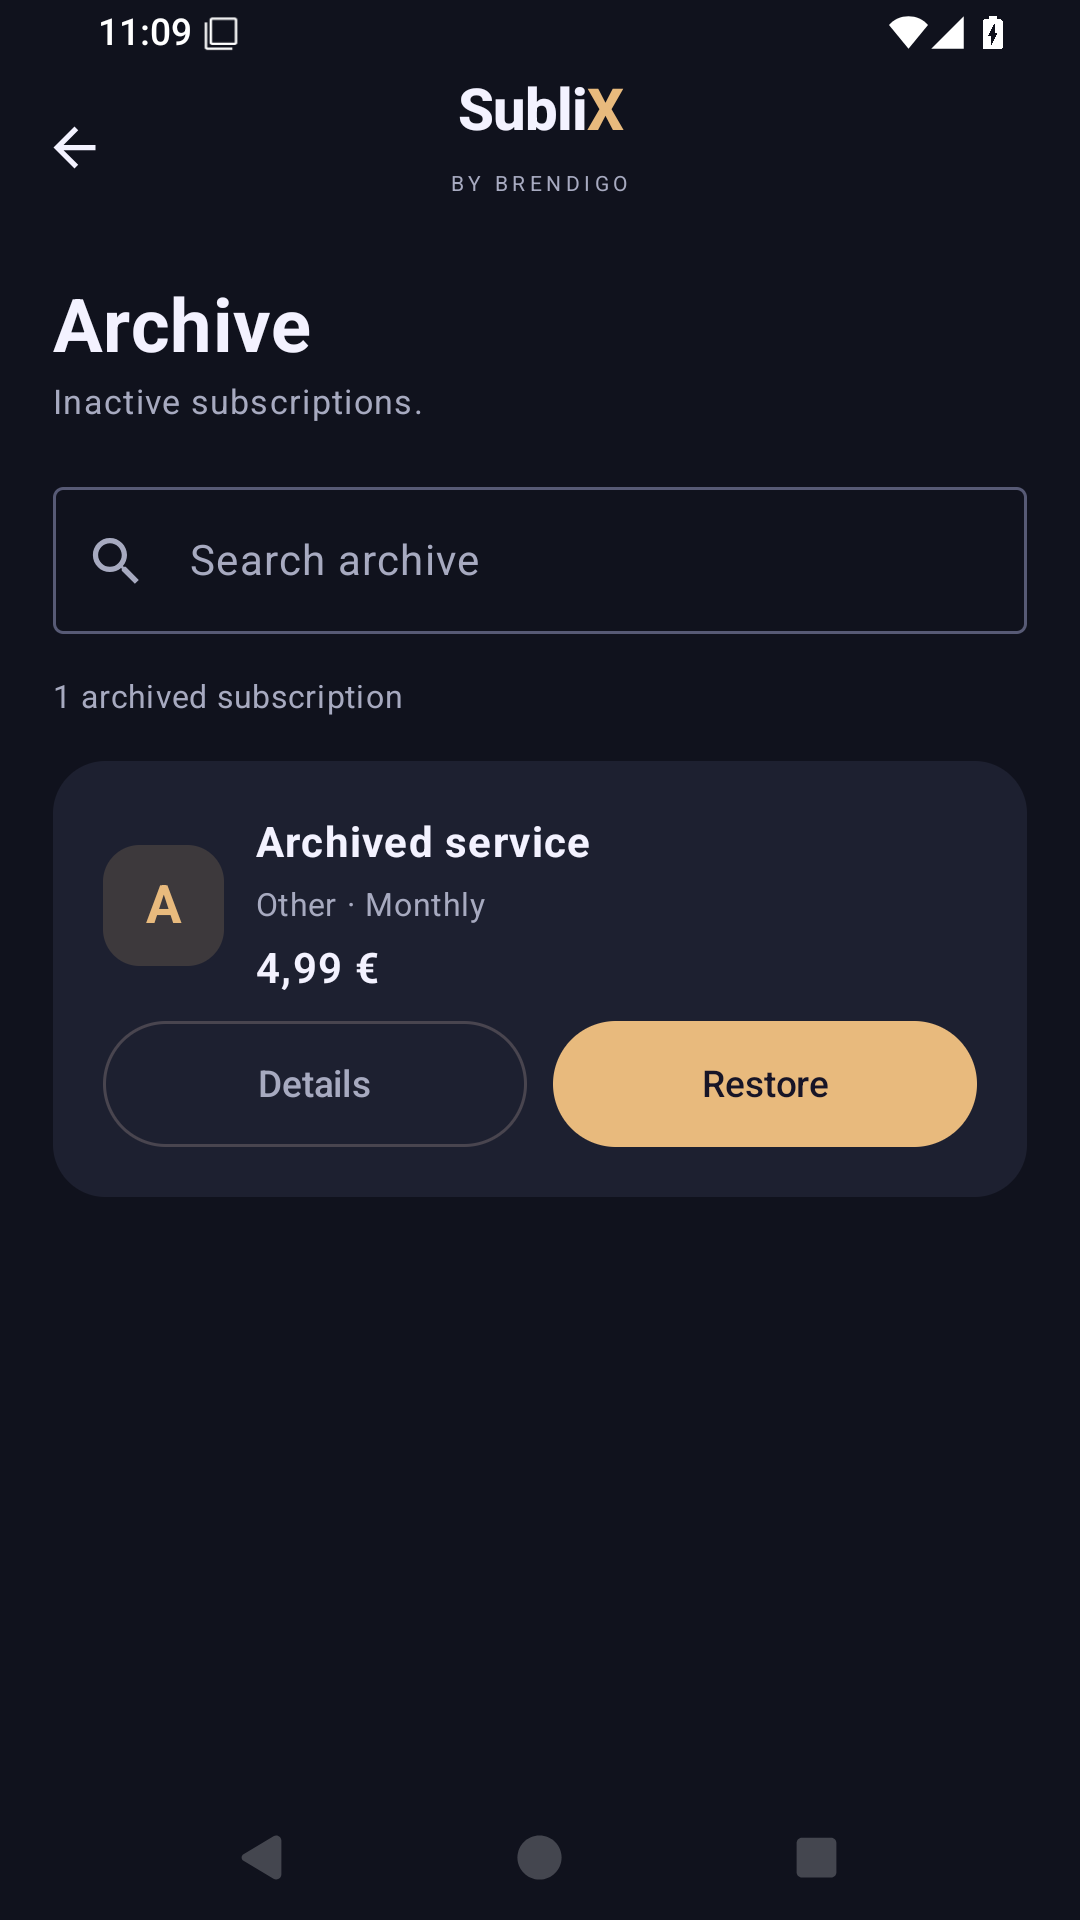 11:09
SubliX
BY BRENDIGO
Archive
Inactive subscriptions.
Search archive
1 archived subscription
A
Archived service
Other · Monthly
4,99 €
Details
Restore